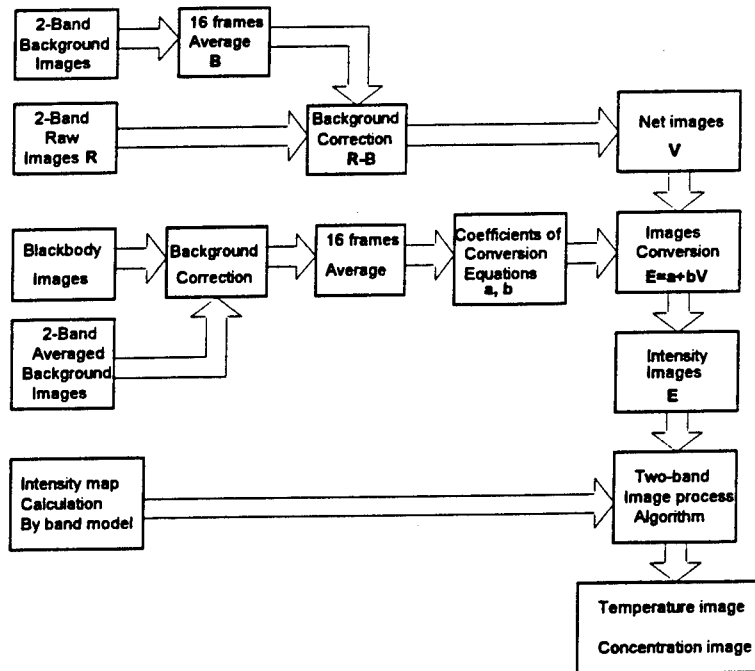 2-Band
Background
Images
16 frames
Average
B
2-Band
Raw
Images R
Background
Correction
R-B
Net images
V
Blackbody
Images
Background
Correction
16 frames
Average
Coefficients of
Conversion
Equations
a, b
Images
Conversion
E=a+bV
2-Band
Averaged
Background
Images
Intensity
Images
E
Intensity map
Calculation
By band model
Two-band
Image process
Algorithm
Temperature image
Concentration image